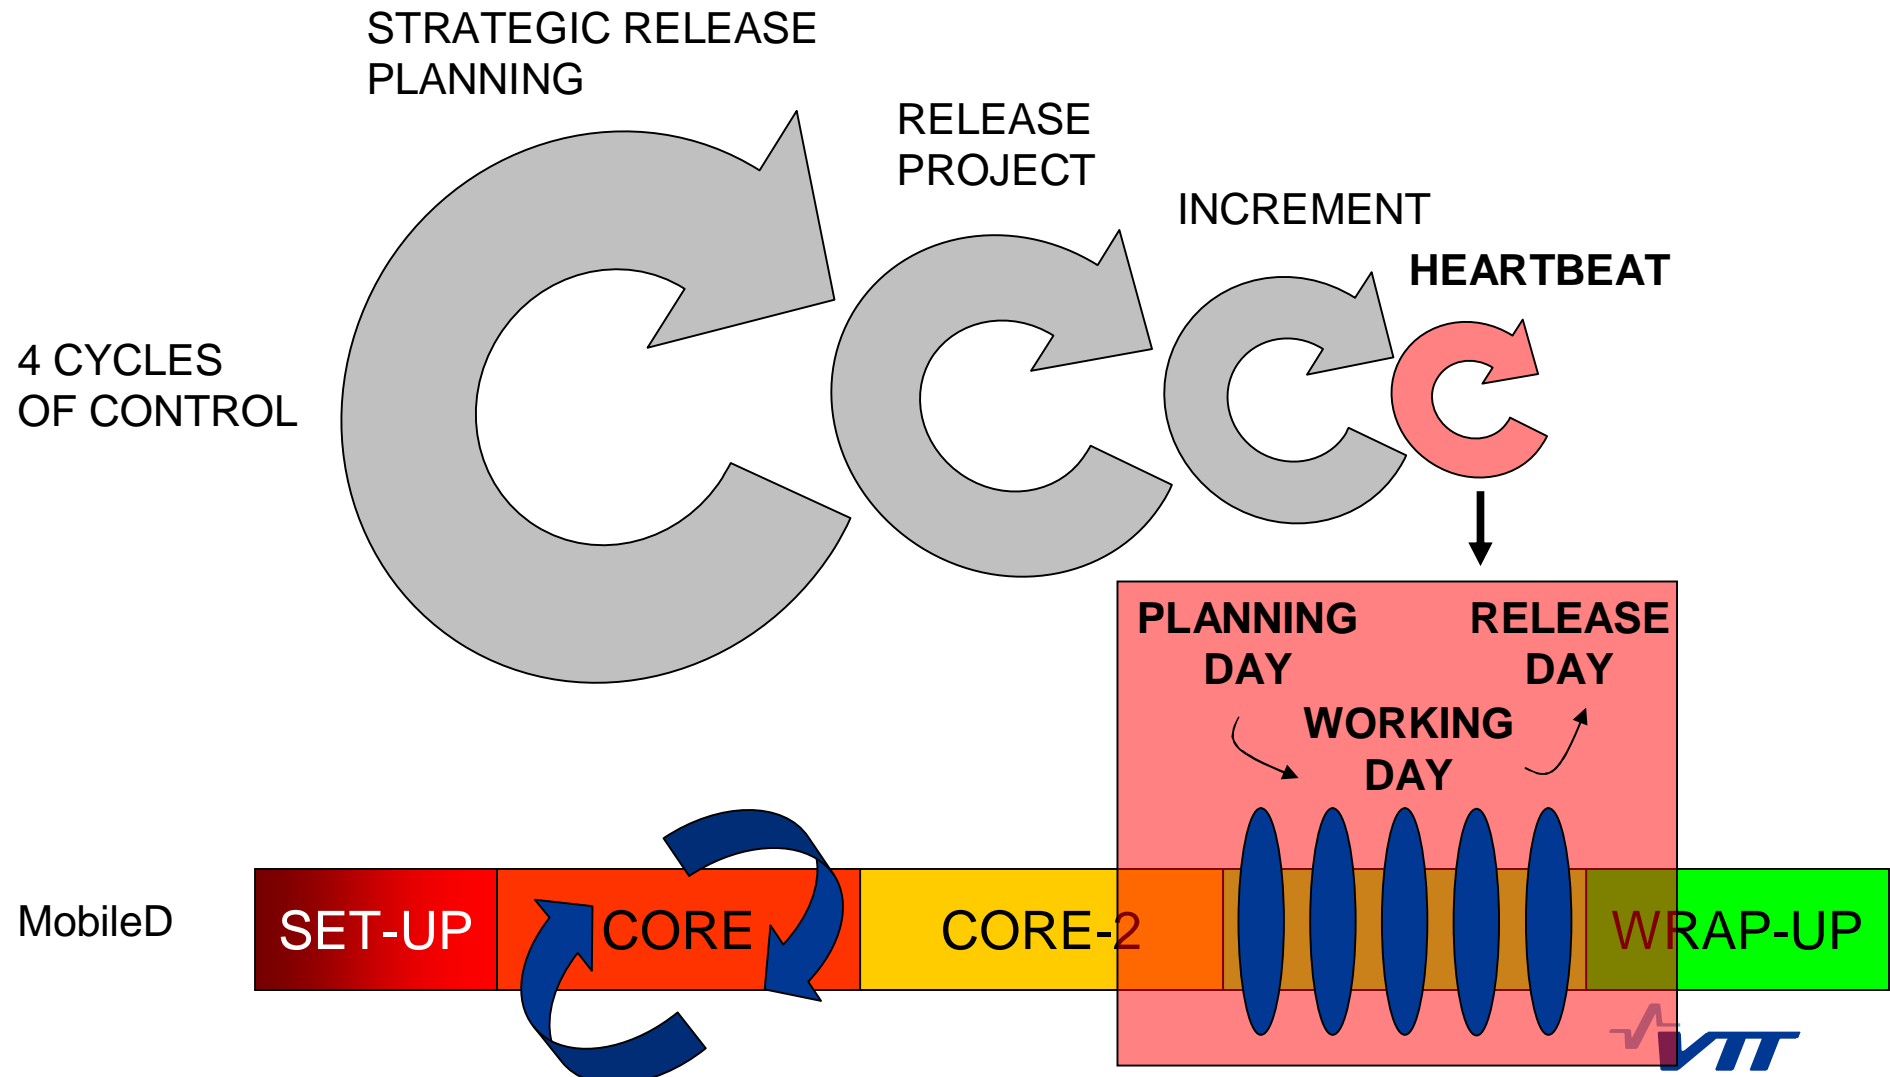 STRATEGIC RELEASE
PLANNING
RELEASE
PROJECT
INCREMENT
HEARTBEAT
4 CYCLES
OF CONTROL
PLANNING
DAY
RELEASE
DAY
WORKING
DAY
MobileD
SET-UP
CORE
CORE-2
WRAP-UP
VTT